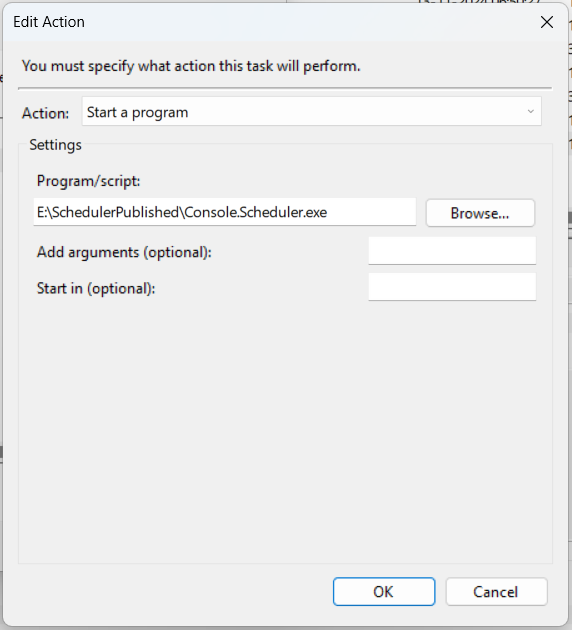 Edit Action
You must specify what action this task will perform.
Action: Start a program
Settings
Program/script:
E:\SchedulerPublished\Console.Scheduler.exe Browse...
Add arguments (optional):
Start in (optional):
OK Cancel